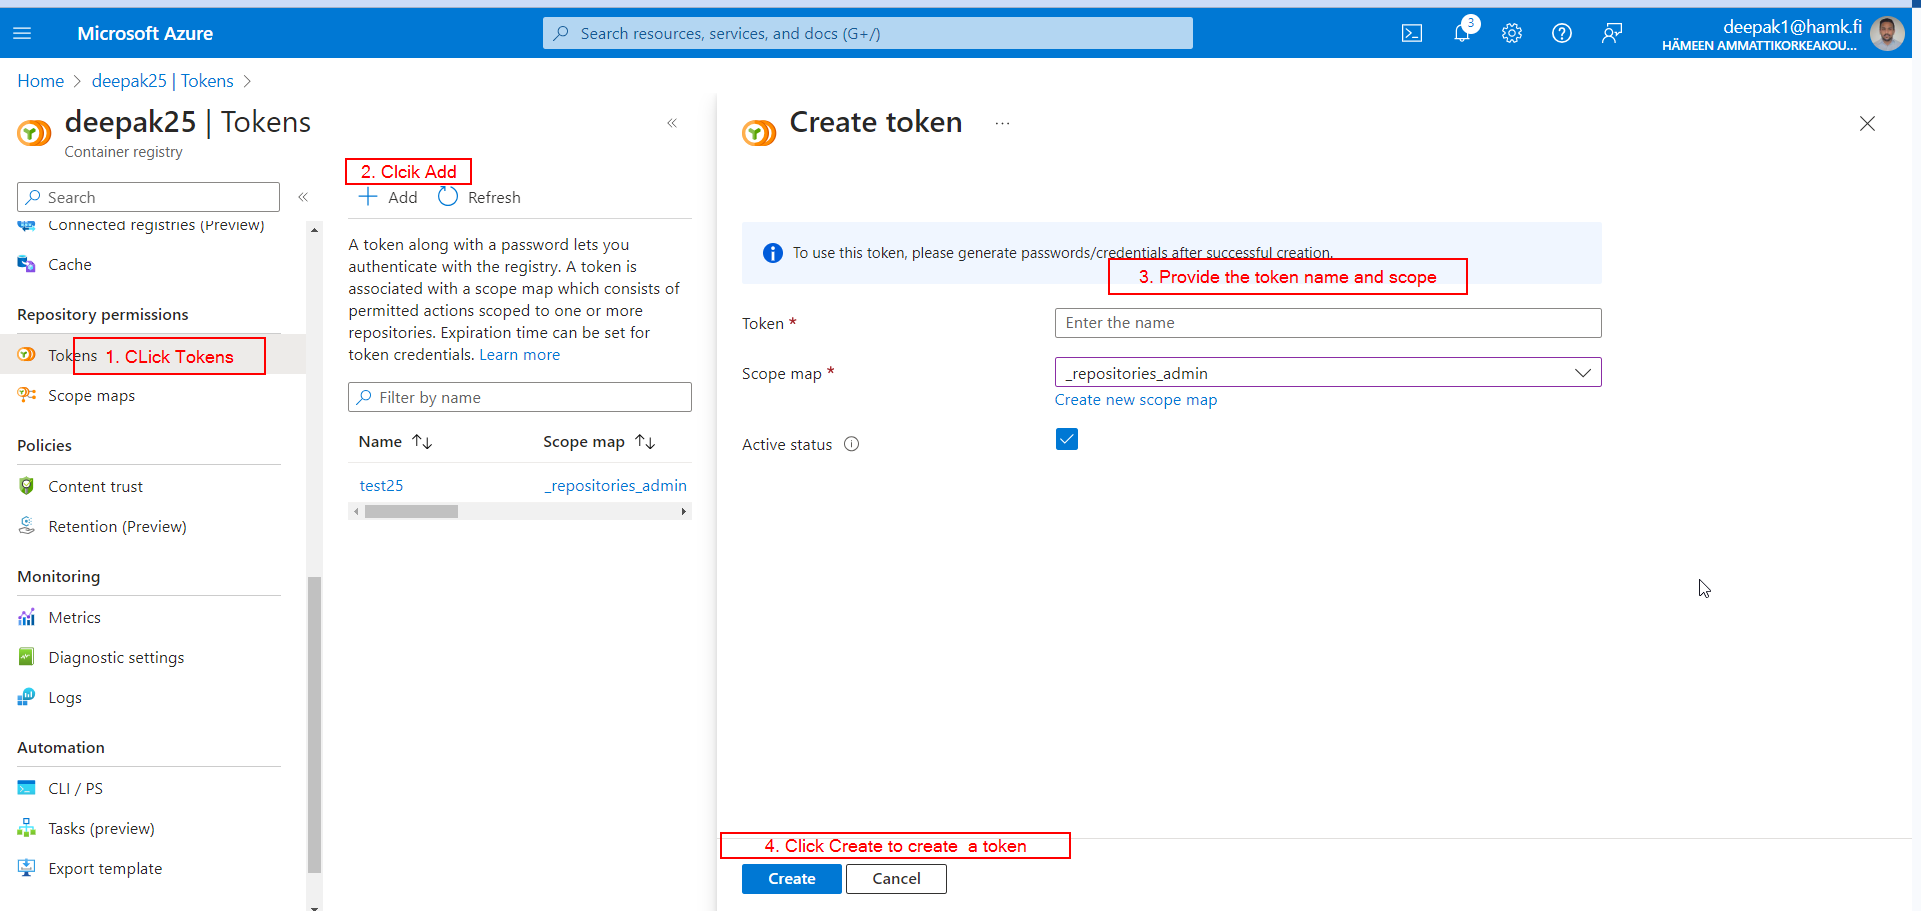 Microsoft Azure
Search resources, services, and docs (G+/)
3
deepak1@hamk.fi
HÄMEEN AMMATTIKORKEAKOU...
Home > deepak25 | Tokens >
deepak25 | Tokens
Container registry
Search
Connected registries (Preview)
Cache
Repository permissions
Tokens
1. CLick Tokens
Scope maps
Policies
Content trust
Retention (Preview)
Monitoring
Metrics
Diagnostic settings
Logs
Automation
CLI / PS
Tasks (preview)
Export template
2. Clcik Add
Add
Refresh
A token along with a password lets you
authenticate with the registry. A token is
associated with a scope map which consists of
permitted actions scoped to one or more
repositories. Expiration time can be set for
token credentials. Learn more
Filter by name
Name
Scope map
test25
_repositories_admin
Create token
...
To use this token, please generate passwords/credentials after successful creation.
3. Provide the token name and scope
Token *
Enter the name
Scope map *
_repositories_admin
Create new scope map
Active status
4. Click Create to create  a token
Create
Cancel